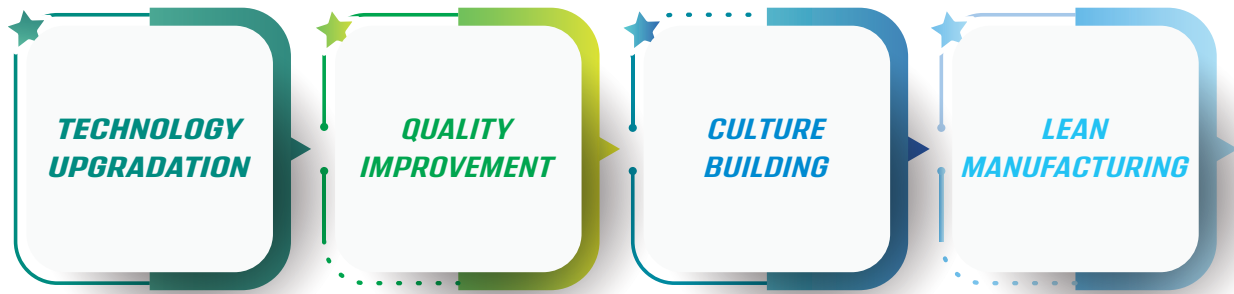 TECHNOLOGY
UPGRADATION
QUALITY
IMPROVEMENT
CULTURE
BUILDING
LEAN
MANUFACTURING